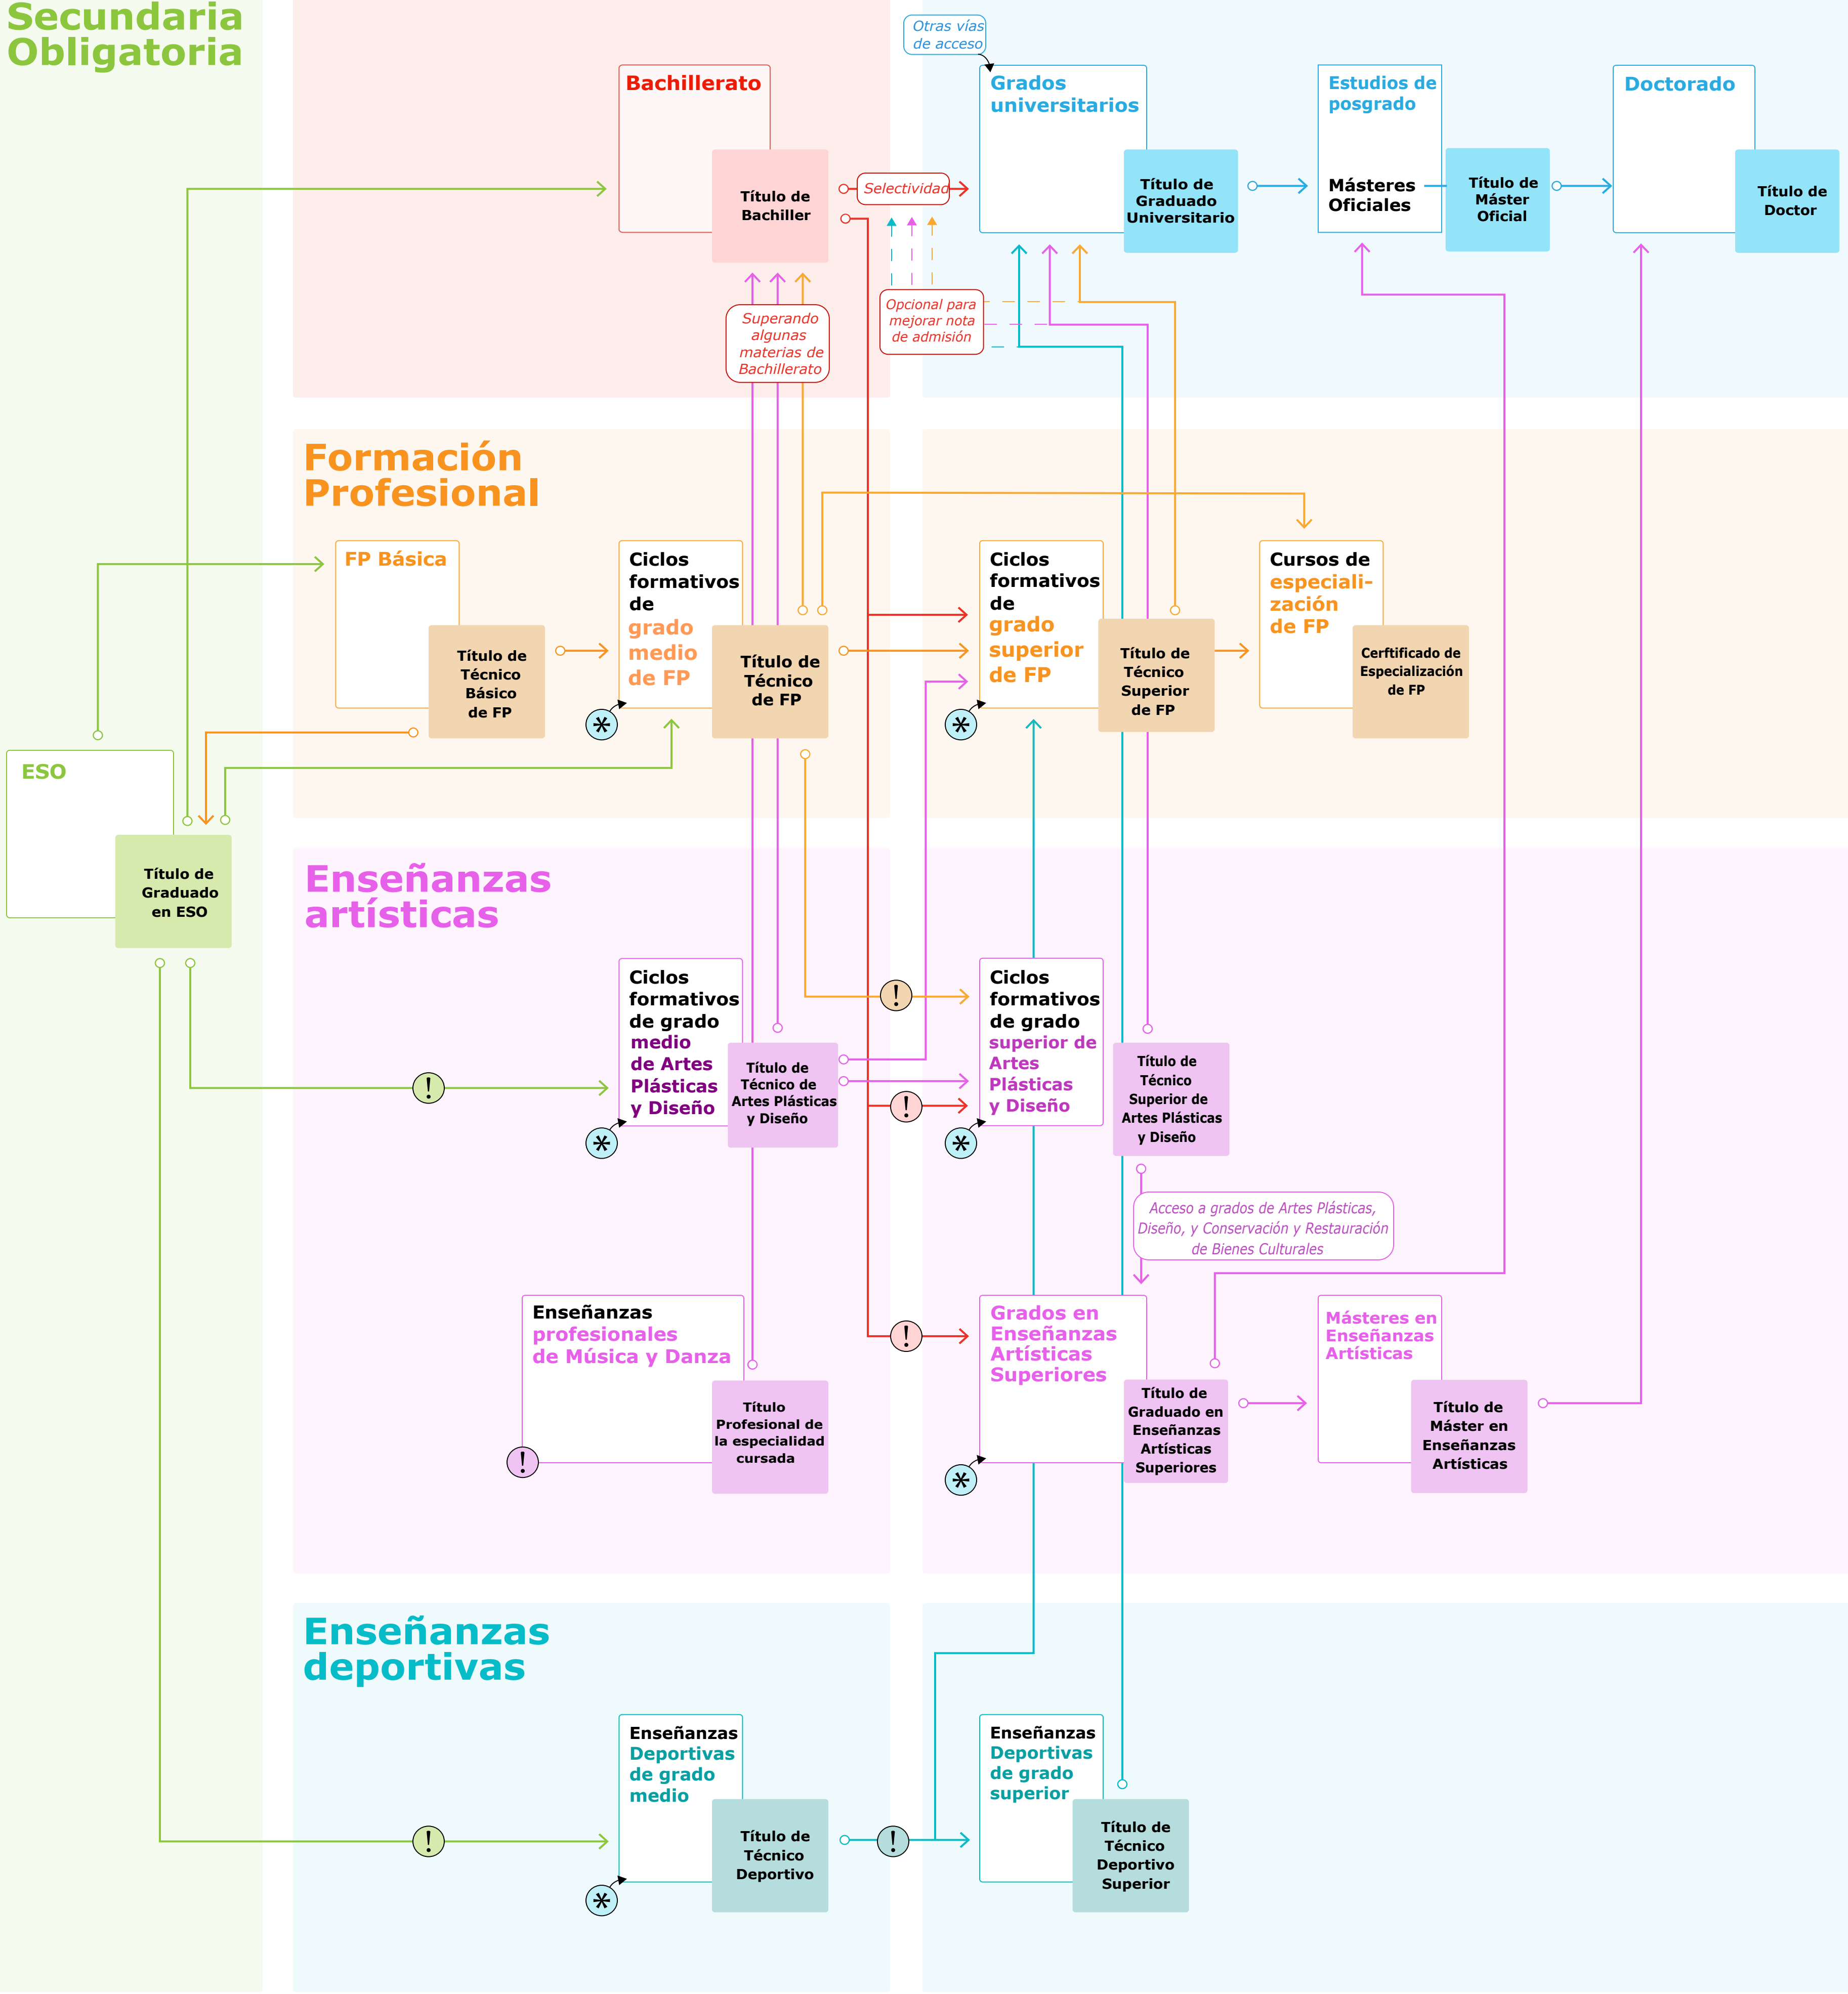 Secundaria
Obligatoria
Otras vías
de acceso
Bachillerato
Título de
Bachiller
Selectividad
Grados
universitarios
Título de
Graduado
Universitario
Estudios de
posgrado
Másteres
Oficiales
Título de
Máster
Oficial
Doctorado
Título de
Doctor
Superando
algunas
materias de
Bachillerato
Opcional para
mejorar nota
de admisión
Formación
Profesional
FP Básica
Título de
Técnico
Básico
de FP
Ciclos
formativos
de
grado
medio
de FP
*
Título de
Técnico
de FP
Ciclos
formativos
de
grado
superior
de FP
*
Título de
Técnico
Superior
de FP
Cursos de
especiali-
zación
de FP
Cerftificado de
Especialización
de FP
ESO
Título de
Graduado
en ESO
Enseñanzas
artísticas
!
Ciclos
formativos
de grado
medio
de Artes
Plásticas
y Diseño
*
Título de
Técnico de
Artes Plásticas
y Diseño
!
!
Ciclos
formativos
de grado
superior de
Artes
Plásticas
y Diseño
*
Título de
Técnico
Superior de
Artes Plásticas
y Diseño
Acceso a grados de Artes Plásticas,
Diseño, y Conservación y Restauración
de Bienes Culturales
Enseñanzas
profesionales
de Música y Danza
!
Título
Profesional de
la especialidad
cursada
!
Grados en
Enseñanzas
Artísticas
Superiores
*
Título de
Graduado en
Enseñanzas
Artísticas
Superiores
Másteres en
Enseñanzas
Artísticas
Título de
Máster en
Enseñanzas
Artísticas
Enseñanzas
deportivas
!
Enseñanzas
Deportivas
de grado
medio
*
Título de
Técnico
Deportivo
!
Enseñanzas
Deportivas
de grado
superior
Título de
Técnico
Deportivo
Superior